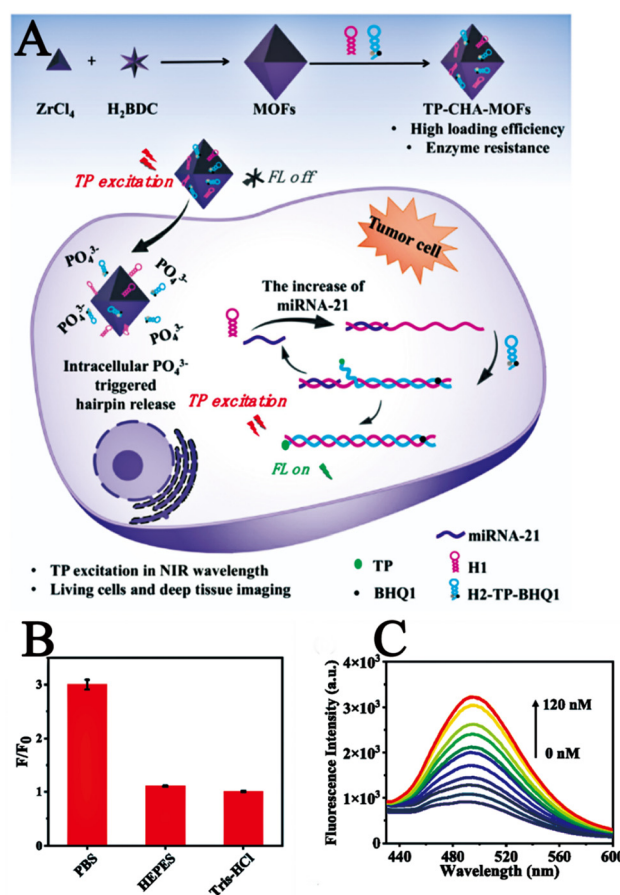 A
ZrCl₄ + H₂BDC MOFs TP-CHA-MOFs
• High loading efficiency
• Enzyme resistance
TP excitation FL off
Tumor cell
PO₄³⁻
PO₄³⁻
PO₄³⁻
PO₄³⁻
The increase of
miRNA-21
Intracellular PO₄³⁻
triggered
hairpin release
TP excitation
FL on
• TP excitation in NIR wavelength
• Living cells and deep tissue imaging
miRNA-21
TP H1
BHQ1 H2-TP-BHQ1
B
F/F₀
3
2
1
0
PBS HEPES Tris-HCl
C
Fluorescence Intensity (a.u.)
4×10³
3×10³
2×10³
1×10³
0
120 nM
0 nM
440 480 520 560 600
Wavelength (nm)